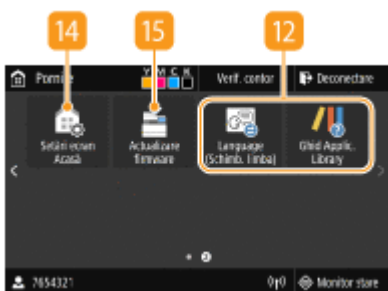 14
15
12
Pornire
Y M C K
Verif. contor
Deconectare
Setări ecran
Acasă
Actualizare
firmware
Language
(Schimb. limba)
Ghid Applic.
Library
7654321
Monitor stare